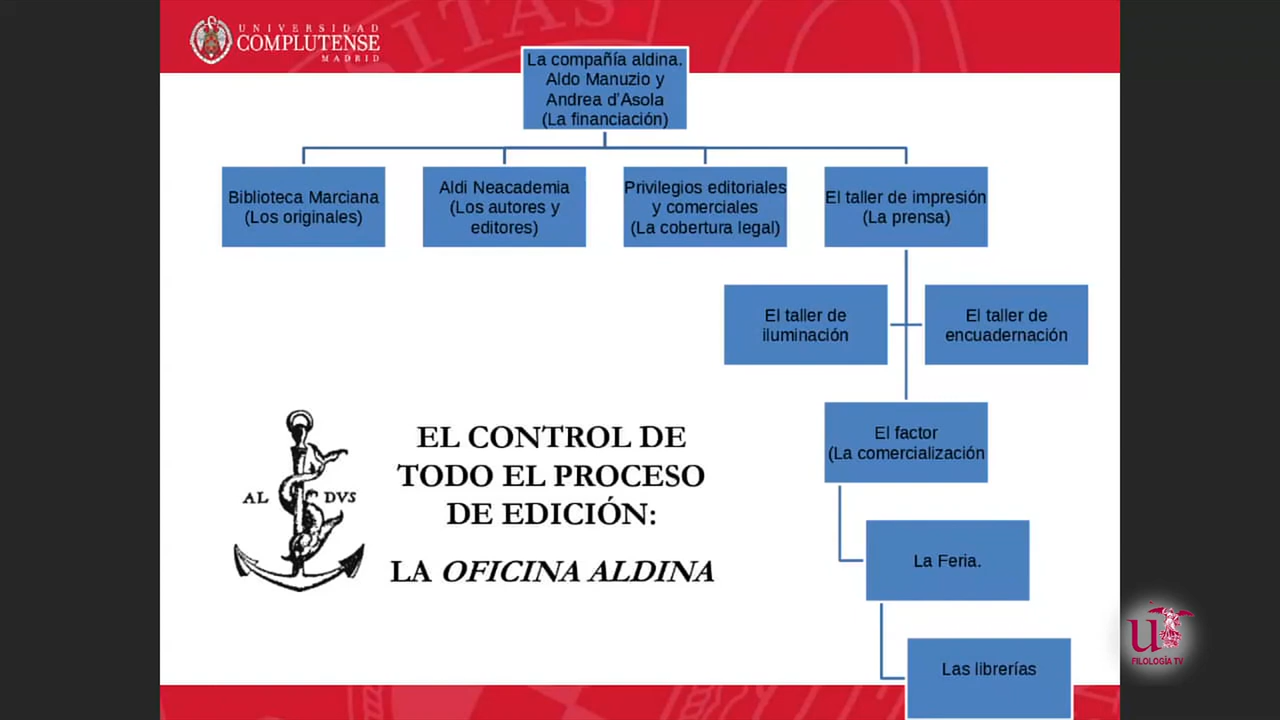 UNIVERSIDAD
COMPLUTENSE
MADRID
ITAS
La compañía aldina.
Aldo Manuzio y
Andrea d'Asola
(La financiación)
Biblioteca Marciana
(Los originales)
Aldi Neacademia
(Los autores y
editores)
Privilegios editoriales
y comerciales
(La cobertura legal)
El taller de impresión
(La prensa)
El taller de
iluminación
El taller de
encuadernación
El factor
(La comercialización
La Feria.
Las librerías
AL DVS
EL CONTROL DE
TODO EL PROCESO
DE EDICIÓN:
LA OFICINA ALDINA
u
FILOLOGÍA TV